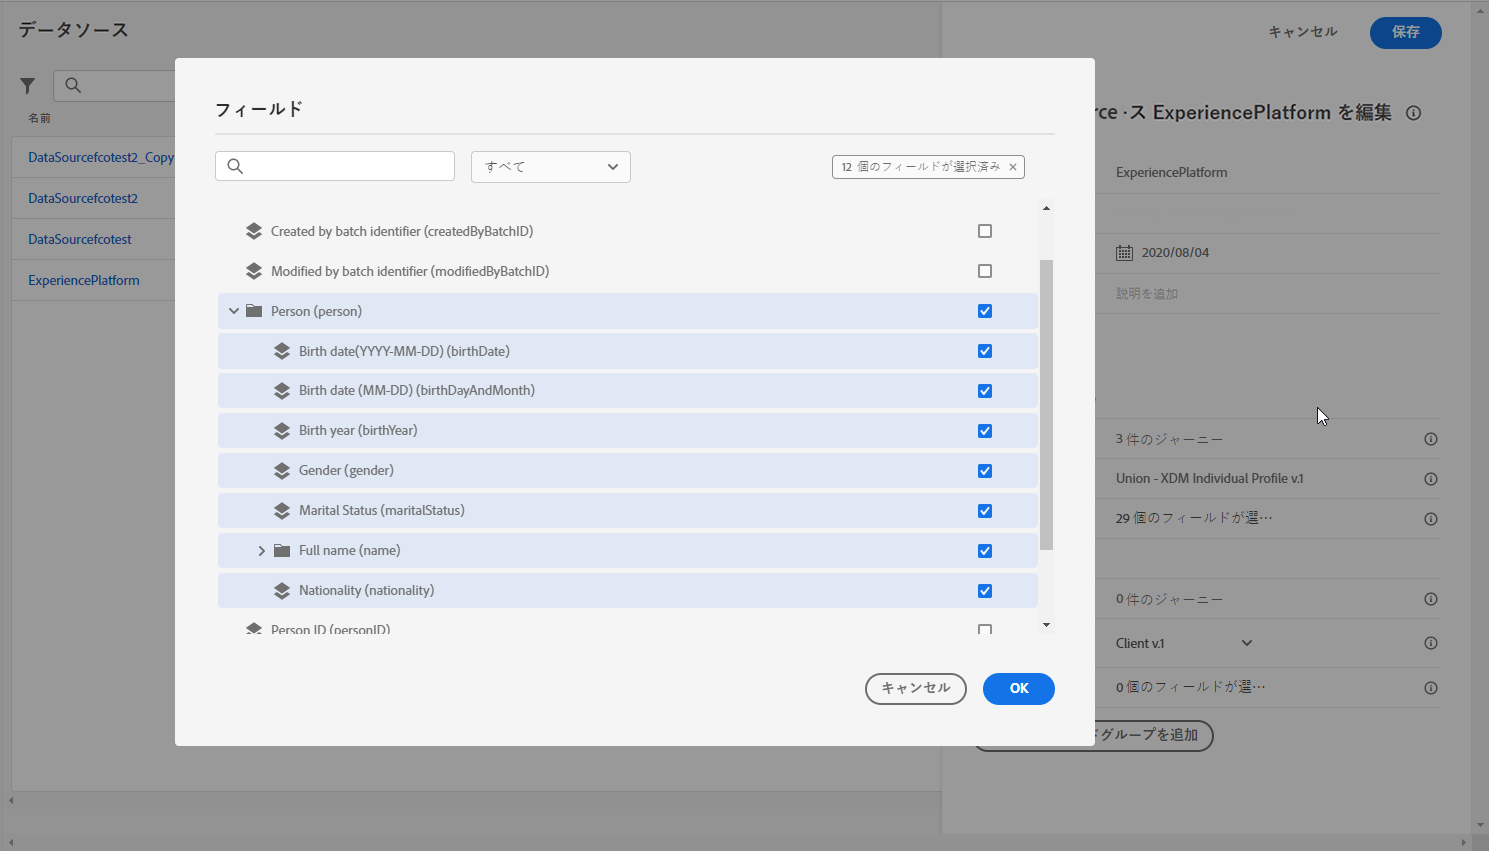 データソース
キャンセル
保存
rce ·ス ExperiencePlatform を編集
名前
DataSourcefcotest2_Copy
DataSourcefcotest2
DataSourcefcotest
ExperiencePlatform
フィールド
すべて
12 個のフィールドが選択済み ×
Created by batch identifier (createdByBatchID)
Modified by batch identifier (modifiedByBatchID)
Person (person)
Birth date(YYYY-MM-DD) (birthDate)
Birth date (MM-DD) (birthDayAndMonth)
Birth year (birthYear)
Gender (gender)
Marital Status (maritalStatus)
Full name (name)
Nationality (nationality)
Person ID (personID)
キャンセル
OK
ExperiencePlatform
2020/08/04
説明を追加
3 件のジャーニー
Union - XDM Individual Profile v.1
29 個のフィールドが選…
0 件のジャーニー
Client v.1
0 個のフィールドが選…
ドグループを追加